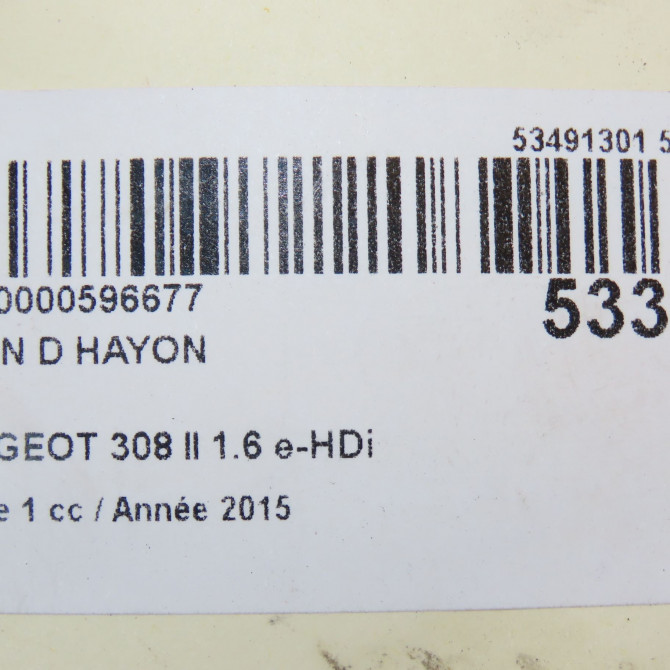 53491301 5
0000596677
533
N D HAYON
GEOT 308 II 1.6 e-HDi
e 1 cc / Année 2015